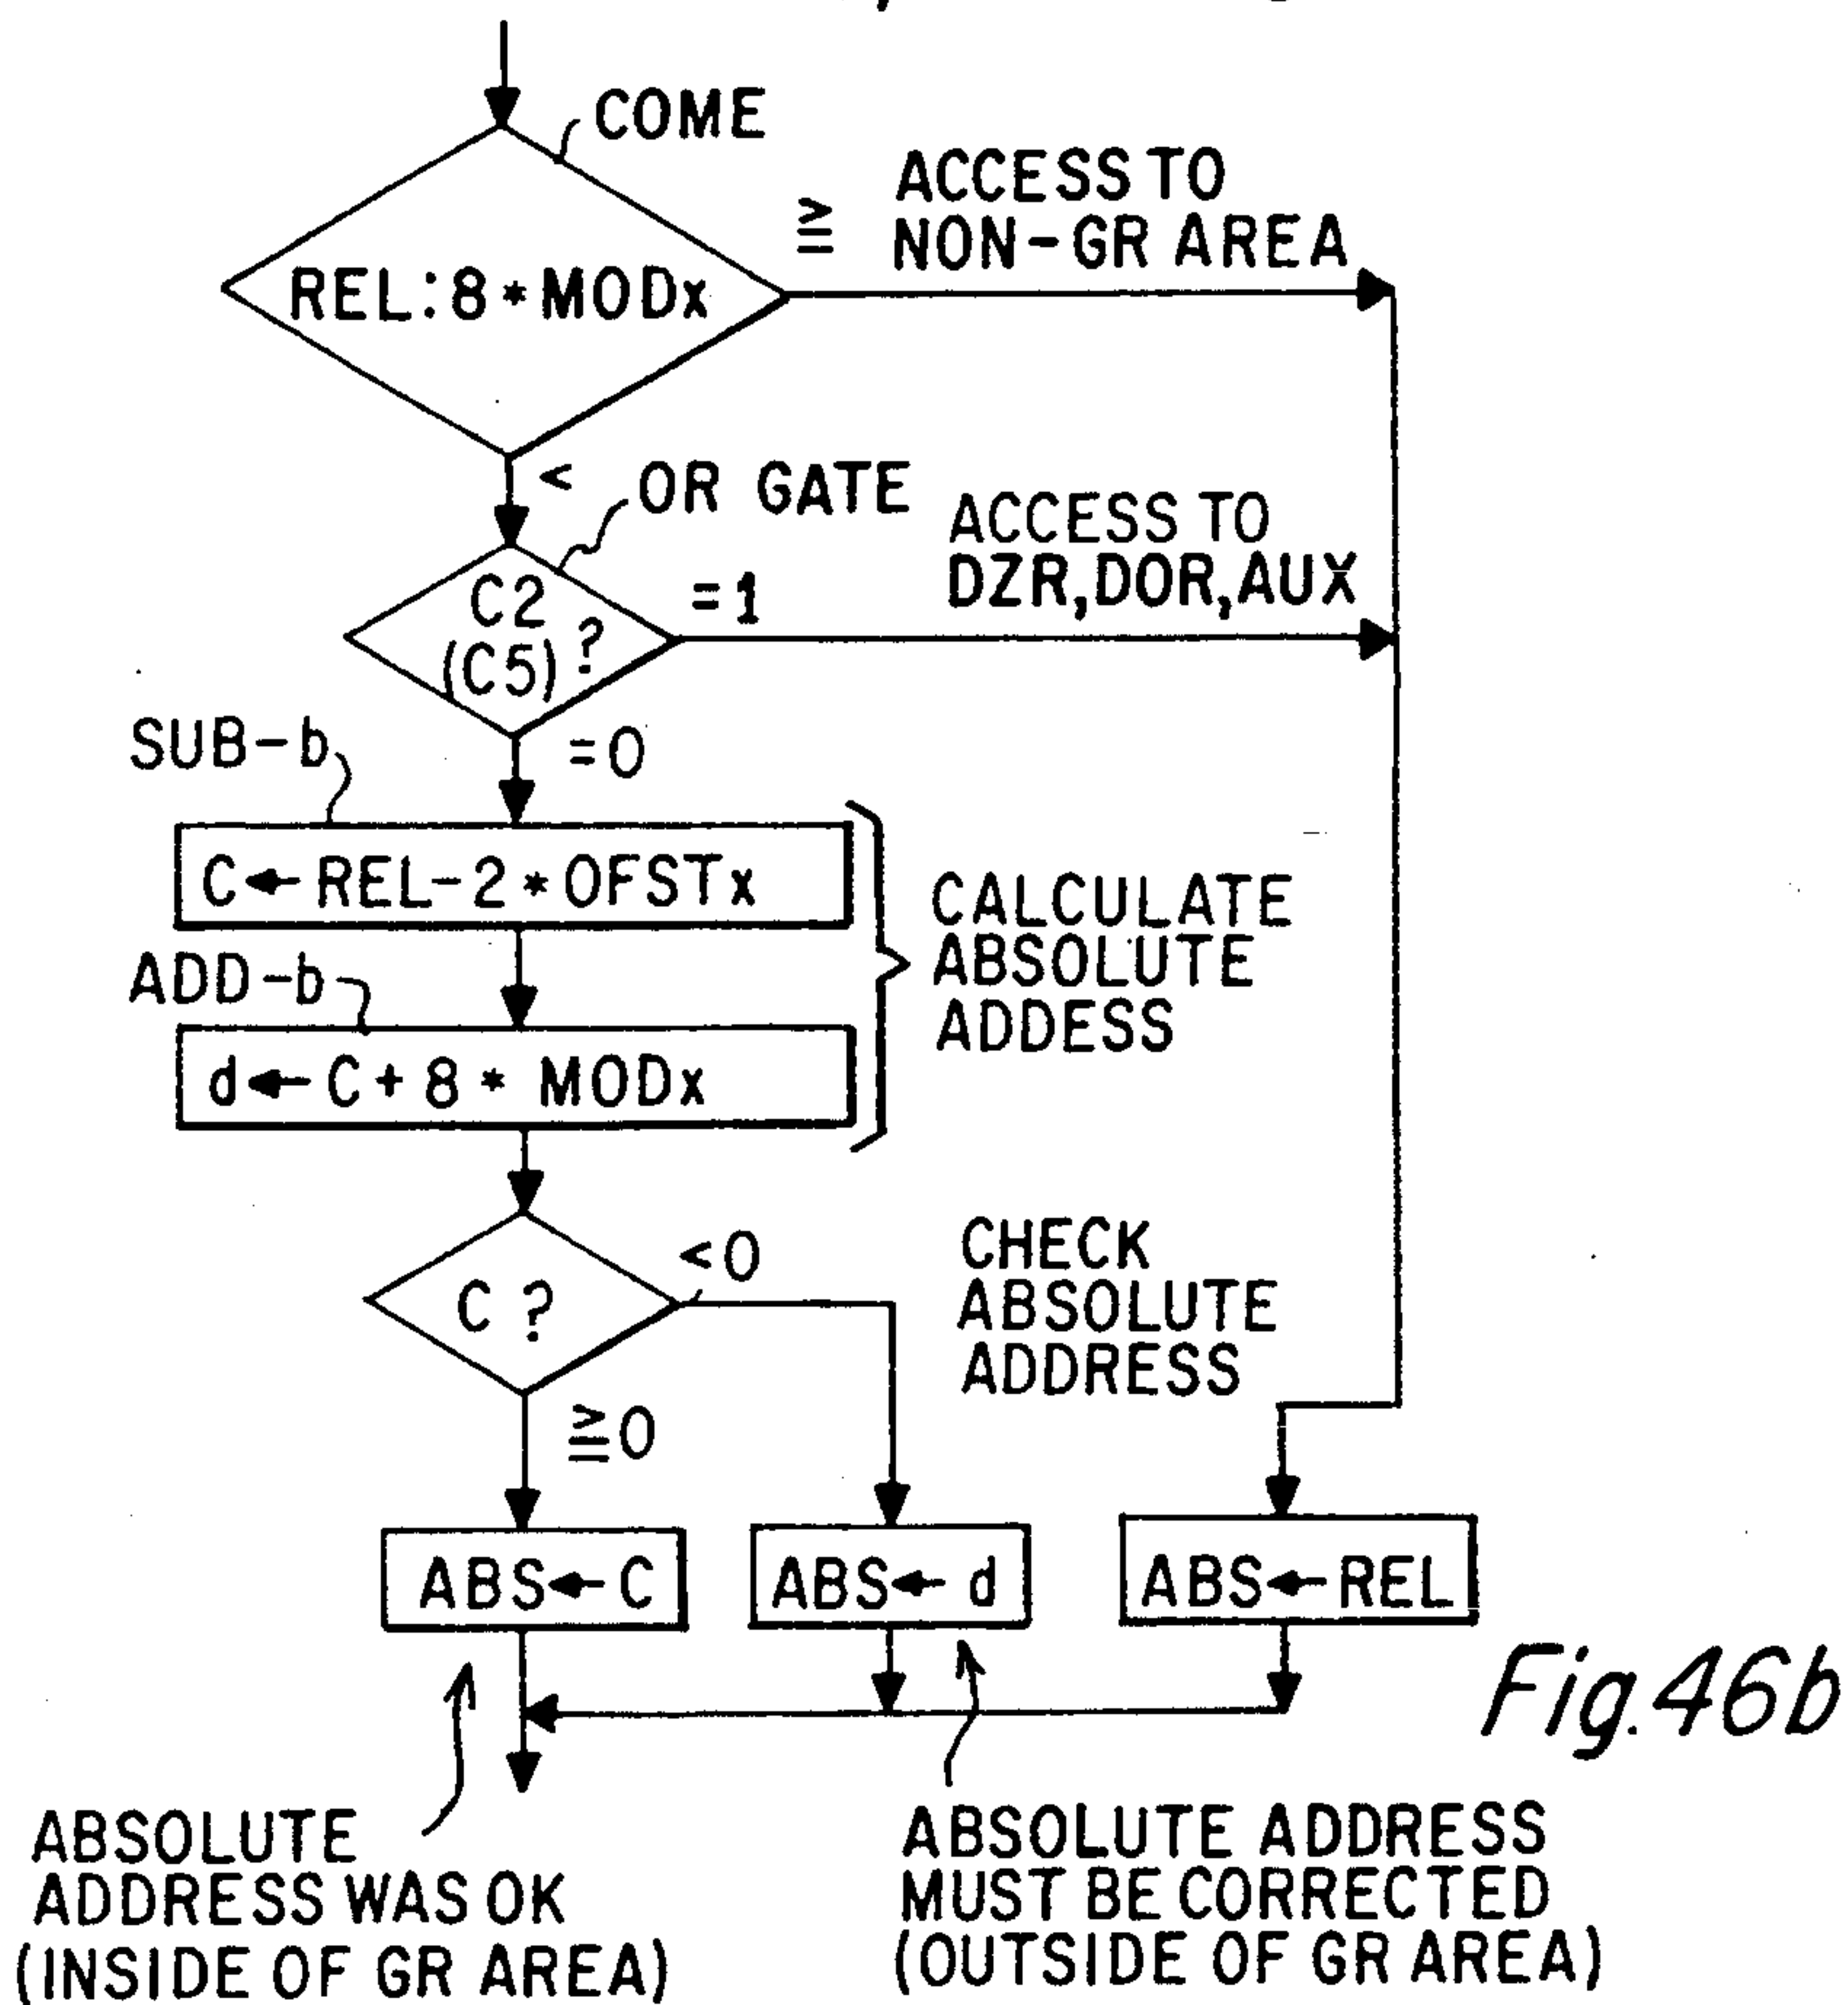 COME
ACCESS TO
≧ NON-GR AREA
REL:8*MODx
< OR GATE
ACCESS TO
DZR,DOR,AUX
=1
C2
(C5)?
=0
SUB-b
C←REL-2*OFSTx
ADD-b
d←C+8*MODx
CALCULATE
ABSOLUTE
ADDESS
C?
<0
CHECK
ABSOLUTE
ADDRESS
≧0
ABS←C
ABS←d
ABS←REL
Fig.46b
ABSOLUTE
ADDRESS WAS OK
(INSIDE OF GR AREA)
ABSOLUTE ADDRESS
MUST BE CORRECTED
(OUTSIDE OF GR AREA)